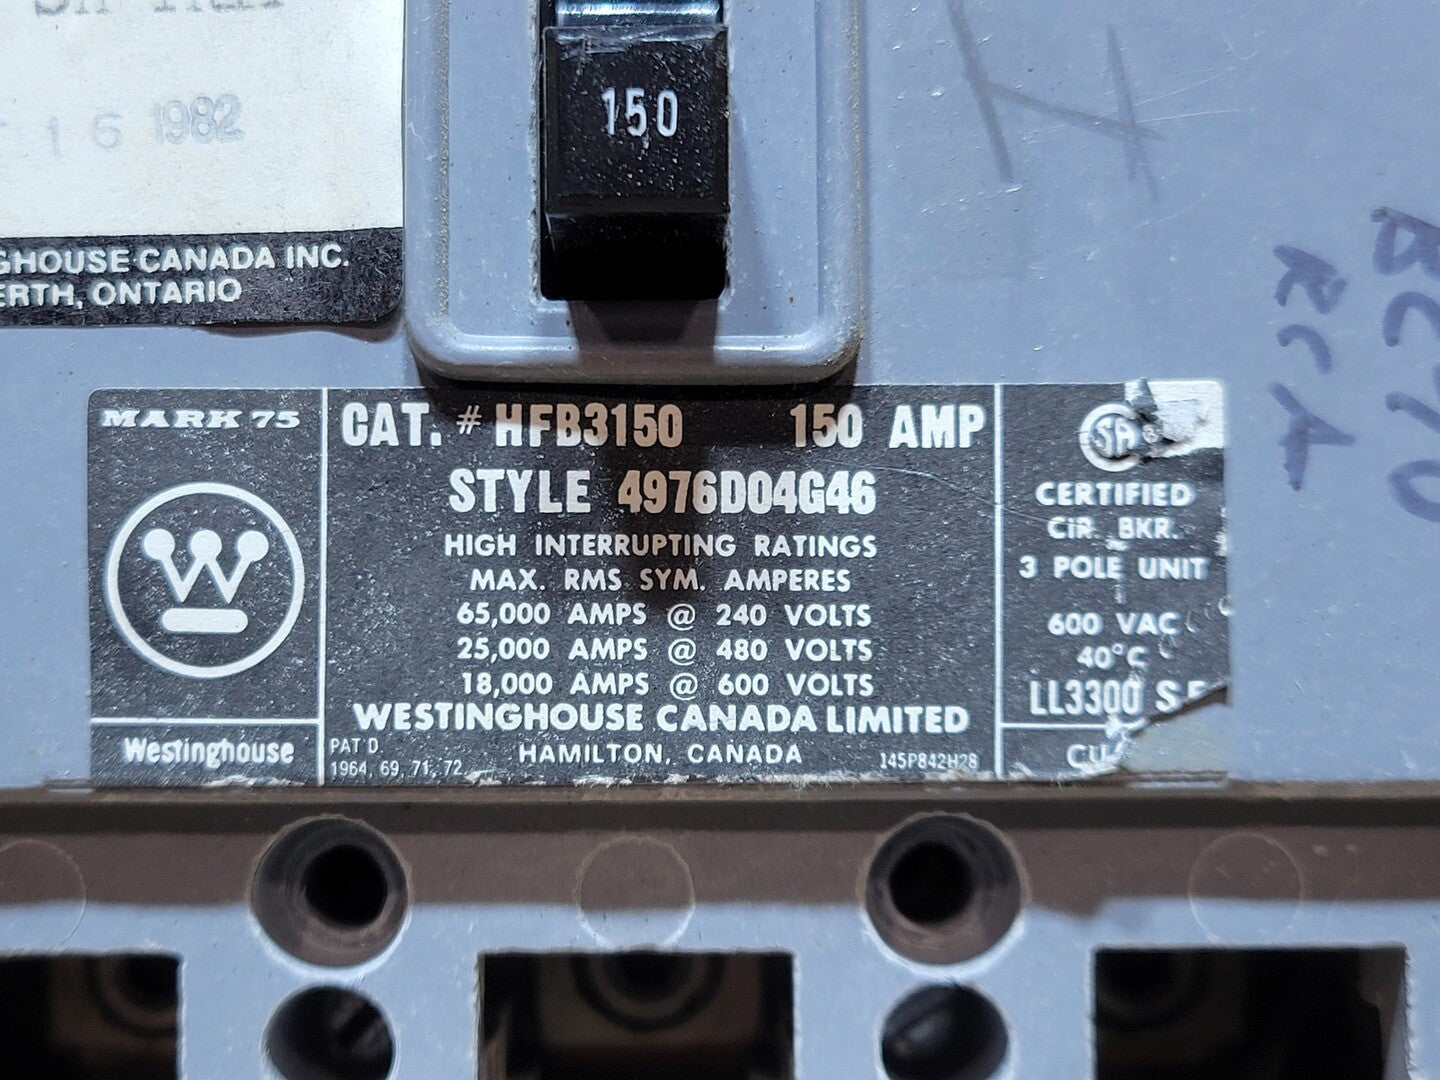 16 1982
GHOUSE CANADA INC.
ERTH, ONTARIO
150
MARK 75
W
Westinghouse
CAT. # HFB3150 150 AMP
STYLE 4976D04G46
HIGH INTERRUPTING RATINGS
MAX. RMS SYM. AMPERES
65,000 AMPS @ 240 VOLTS
25,000 AMPS @ 480 VOLTS
18,000 AMPS @ 600 VOLTS
WESTINGHOUSE CANADA LIMITED
HAMILTON, CANADA
PAT'D.
1964, 69, 71, 72
145P842H28
SA
CERTIFIED
CIR. BKR.
3 POLE UNIT
600 VAC
40°C
LL3300 S
CU